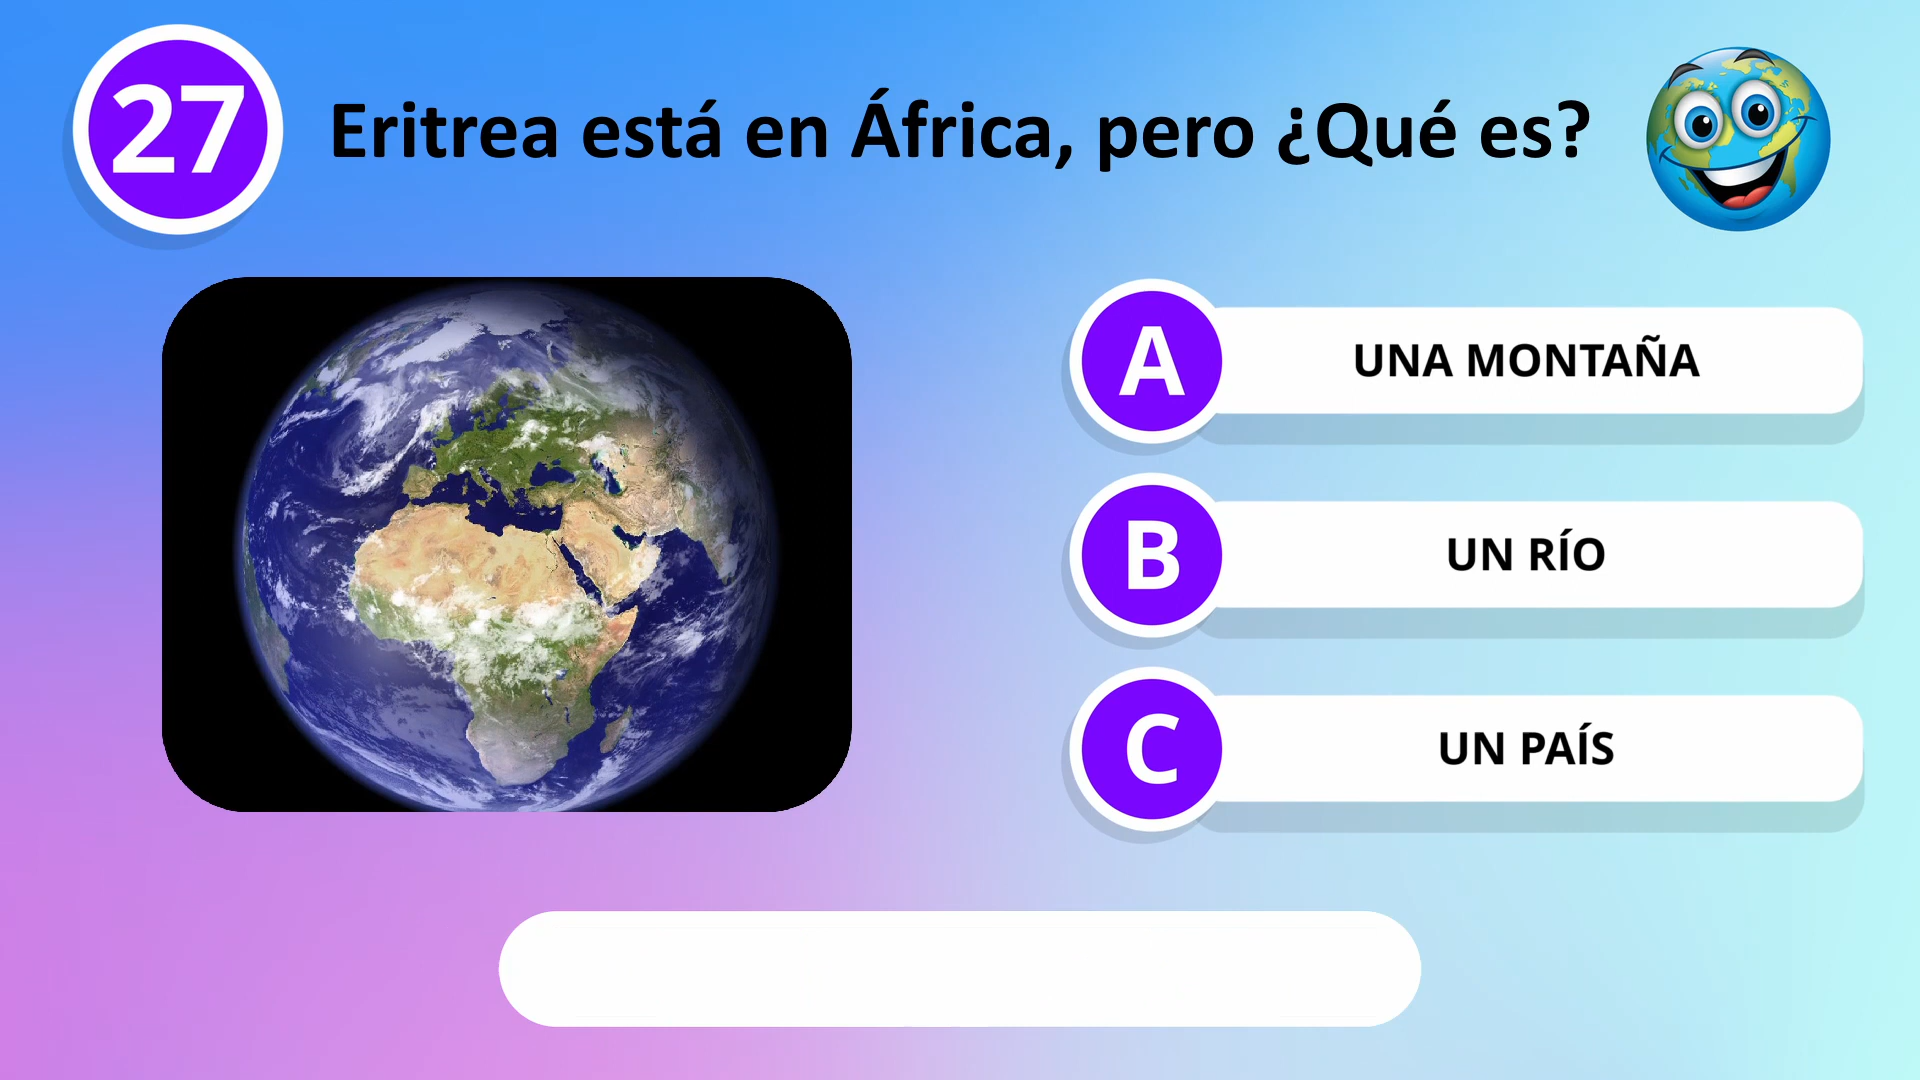 27
Eritrea está en África, pero ¿Qué es?
A
UNA MONTAÑA
B
UN RÍO
C
UN PAÍS